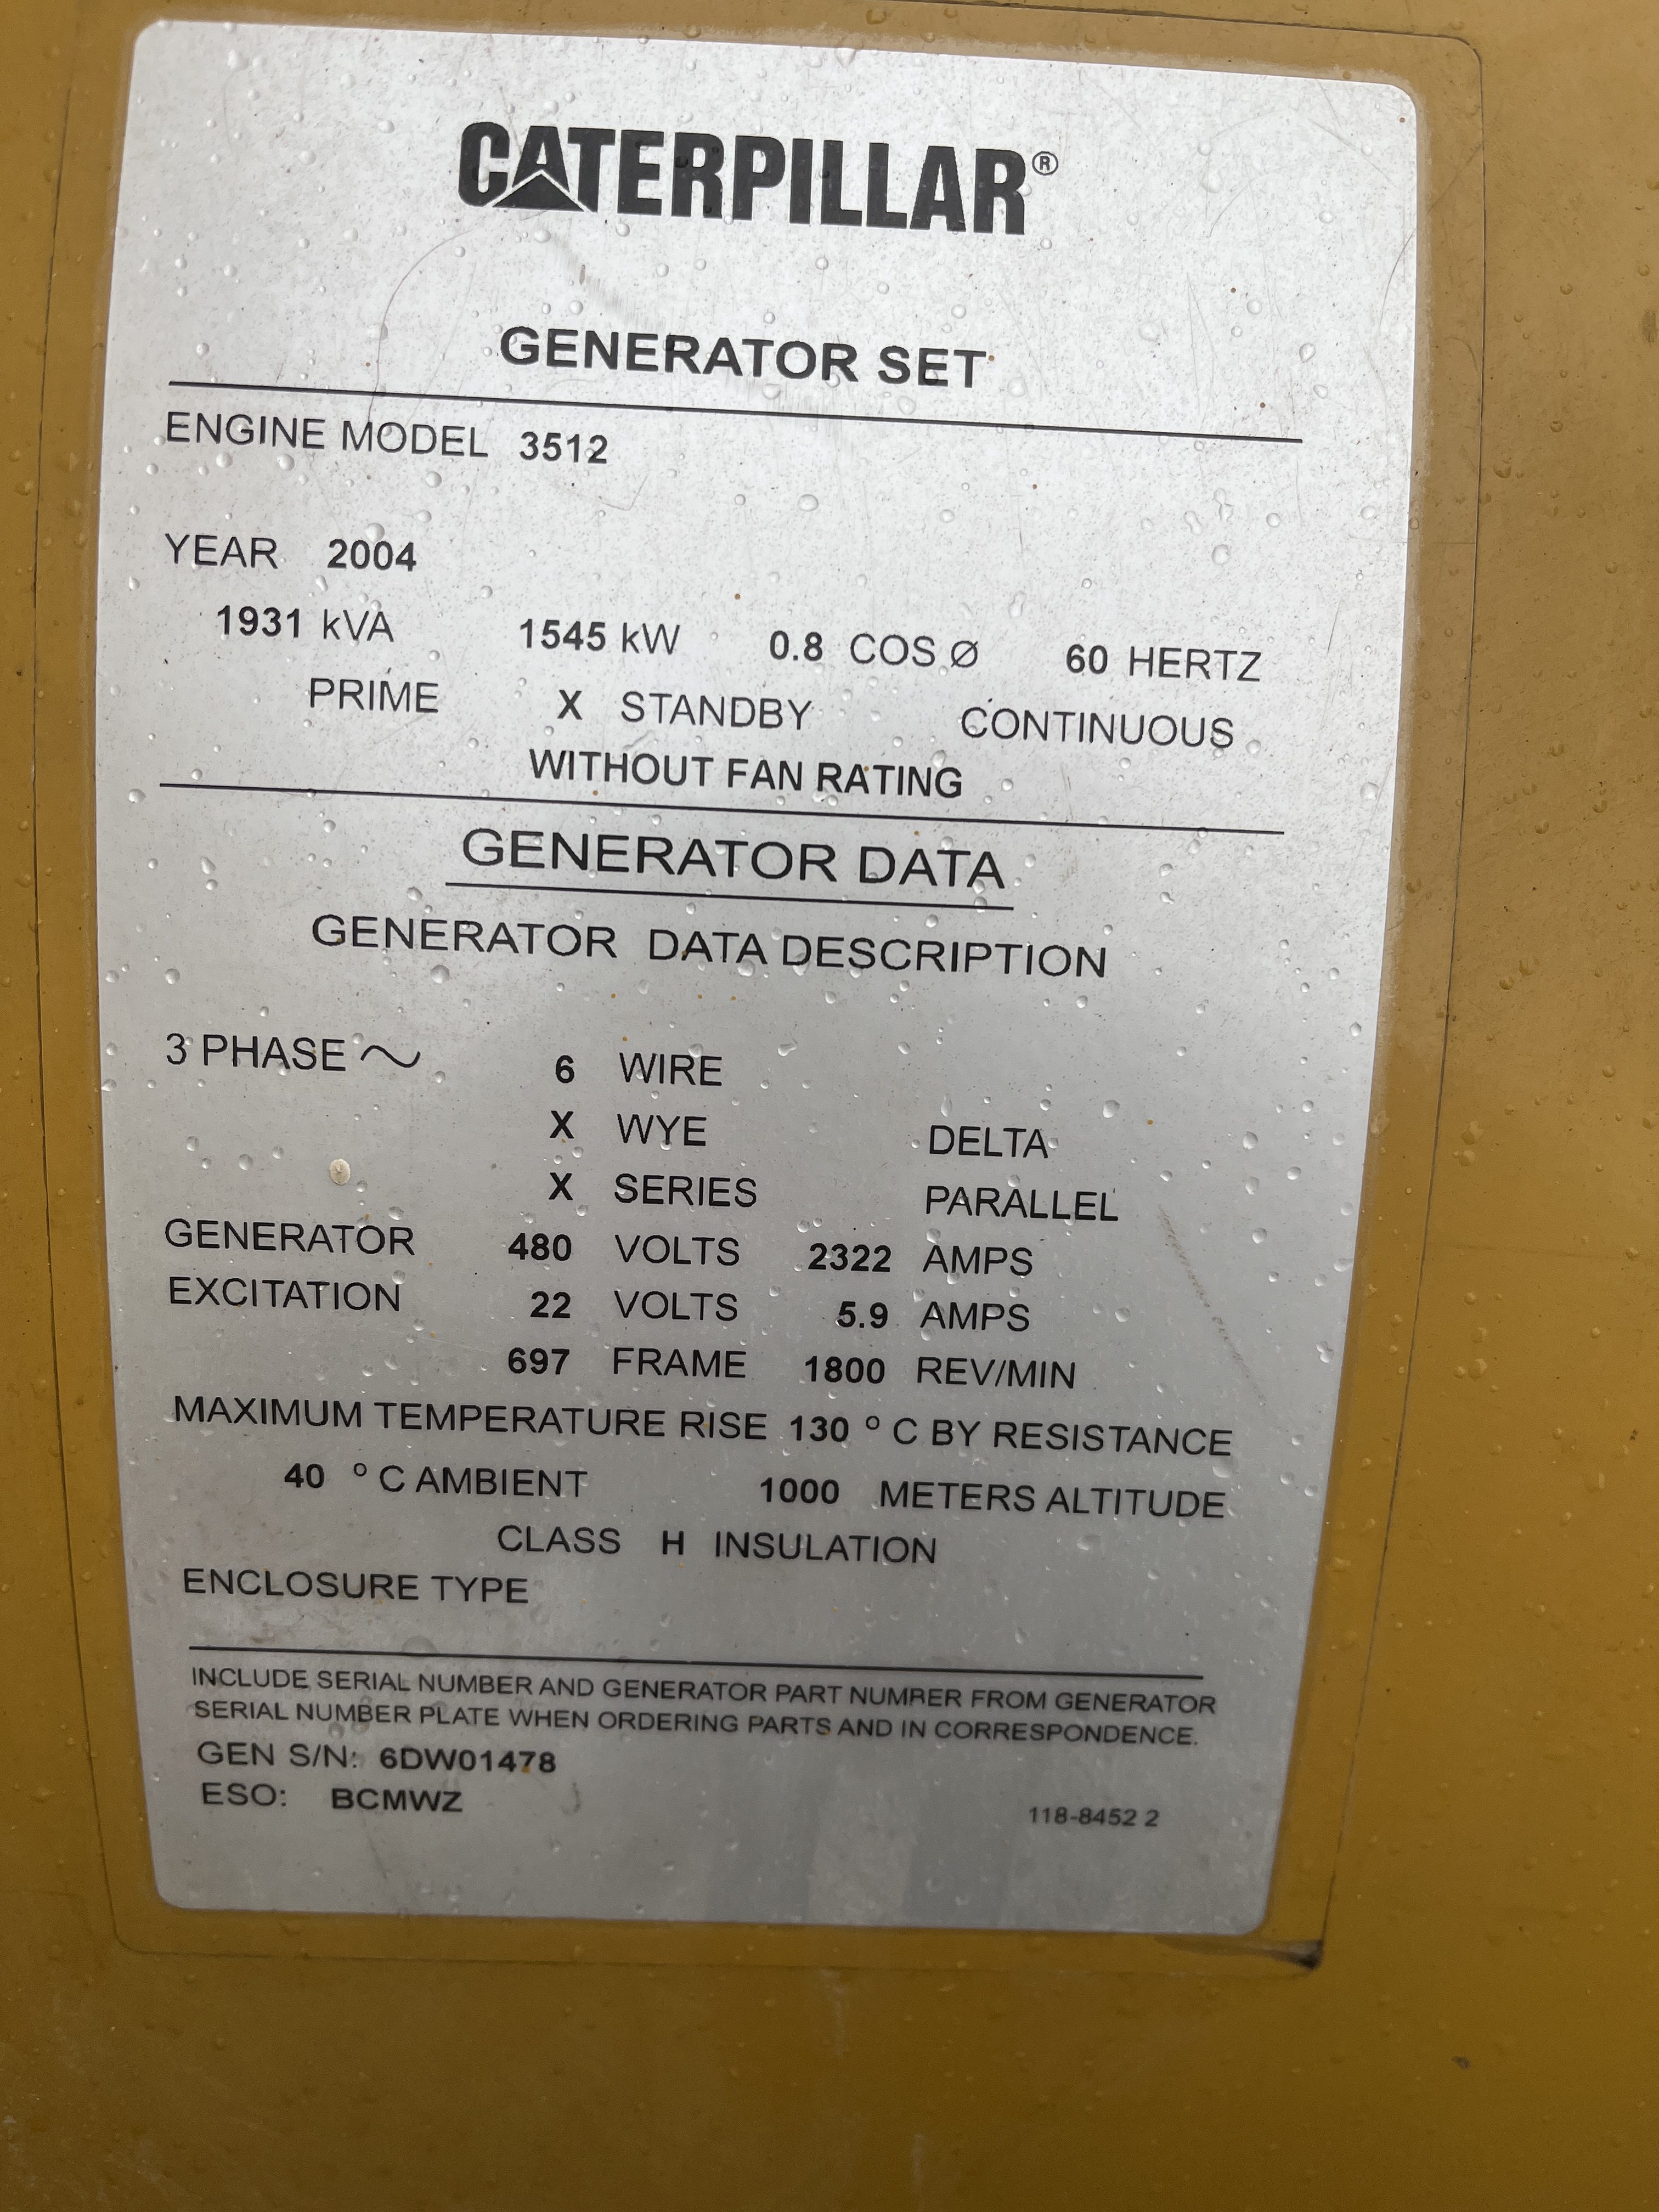 CATERPILLAR®
GENERATOR SET
ENGINE MODEL 3512
YEAR 2004
1931 kVA 1545 kW 0.8 COS Ø 60 HERTZ
PRIME X STANDBY CONTINUOUS
WITHOUT FAN RATING
GENERATOR DATA
GENERATOR DATA DESCRIPTION
3 PHASE ~ 6 WIRE
X WYE DELTA
X SERIES PARALLEL
GENERATOR 480 VOLTS 2322 AMPS
EXCITATION 22 VOLTS 5.9 AMPS
697 FRAME 1800 REV/MIN
MAXIMUM TEMPERATURE RISE 130 ° C BY RESISTANCE
40 ° C AMBIENT 1000 METERS ALTITUDE
CLASS H INSULATION
ENCLOSURE TYPE
INCLUDE SERIAL NUMBER AND GENERATOR PART NUMBER FROM GENERATOR
SERIAL NUMBER PLATE WHEN ORDERING PARTS AND IN CORRESPONDENCE.
GEN S/N: 6DW01478
ESO: BCMWZ
118-8452 2